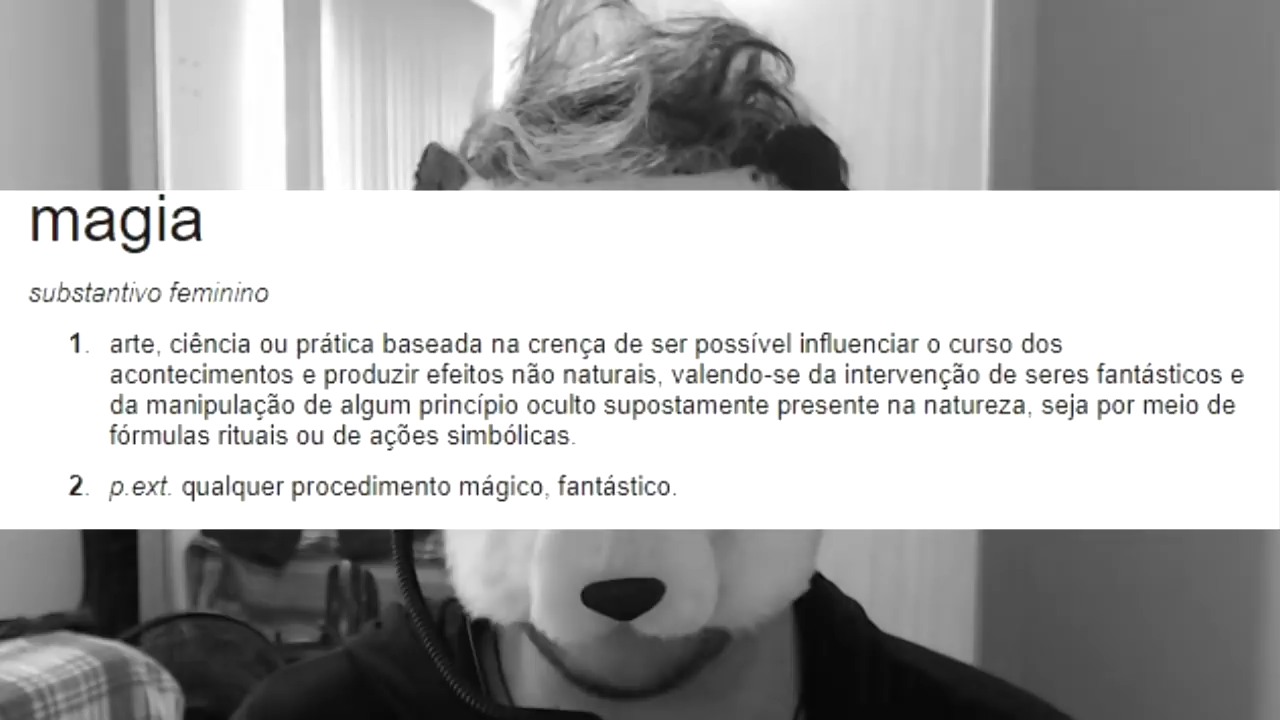 magia
substantivo feminino
1. arte, ciência ou prática baseada na crença de ser possível influenciar o curso dos
acontecimentos e produzir efeitos não naturais, valendo-se da intervenção de seres fantásticos e
da manipulação de algum princípio oculto supostamente presente na natureza, seja por meio de
fórmulas rituais ou de ações simbólicas.
2. p.ext. qualquer procedimento mágico, fantástico.